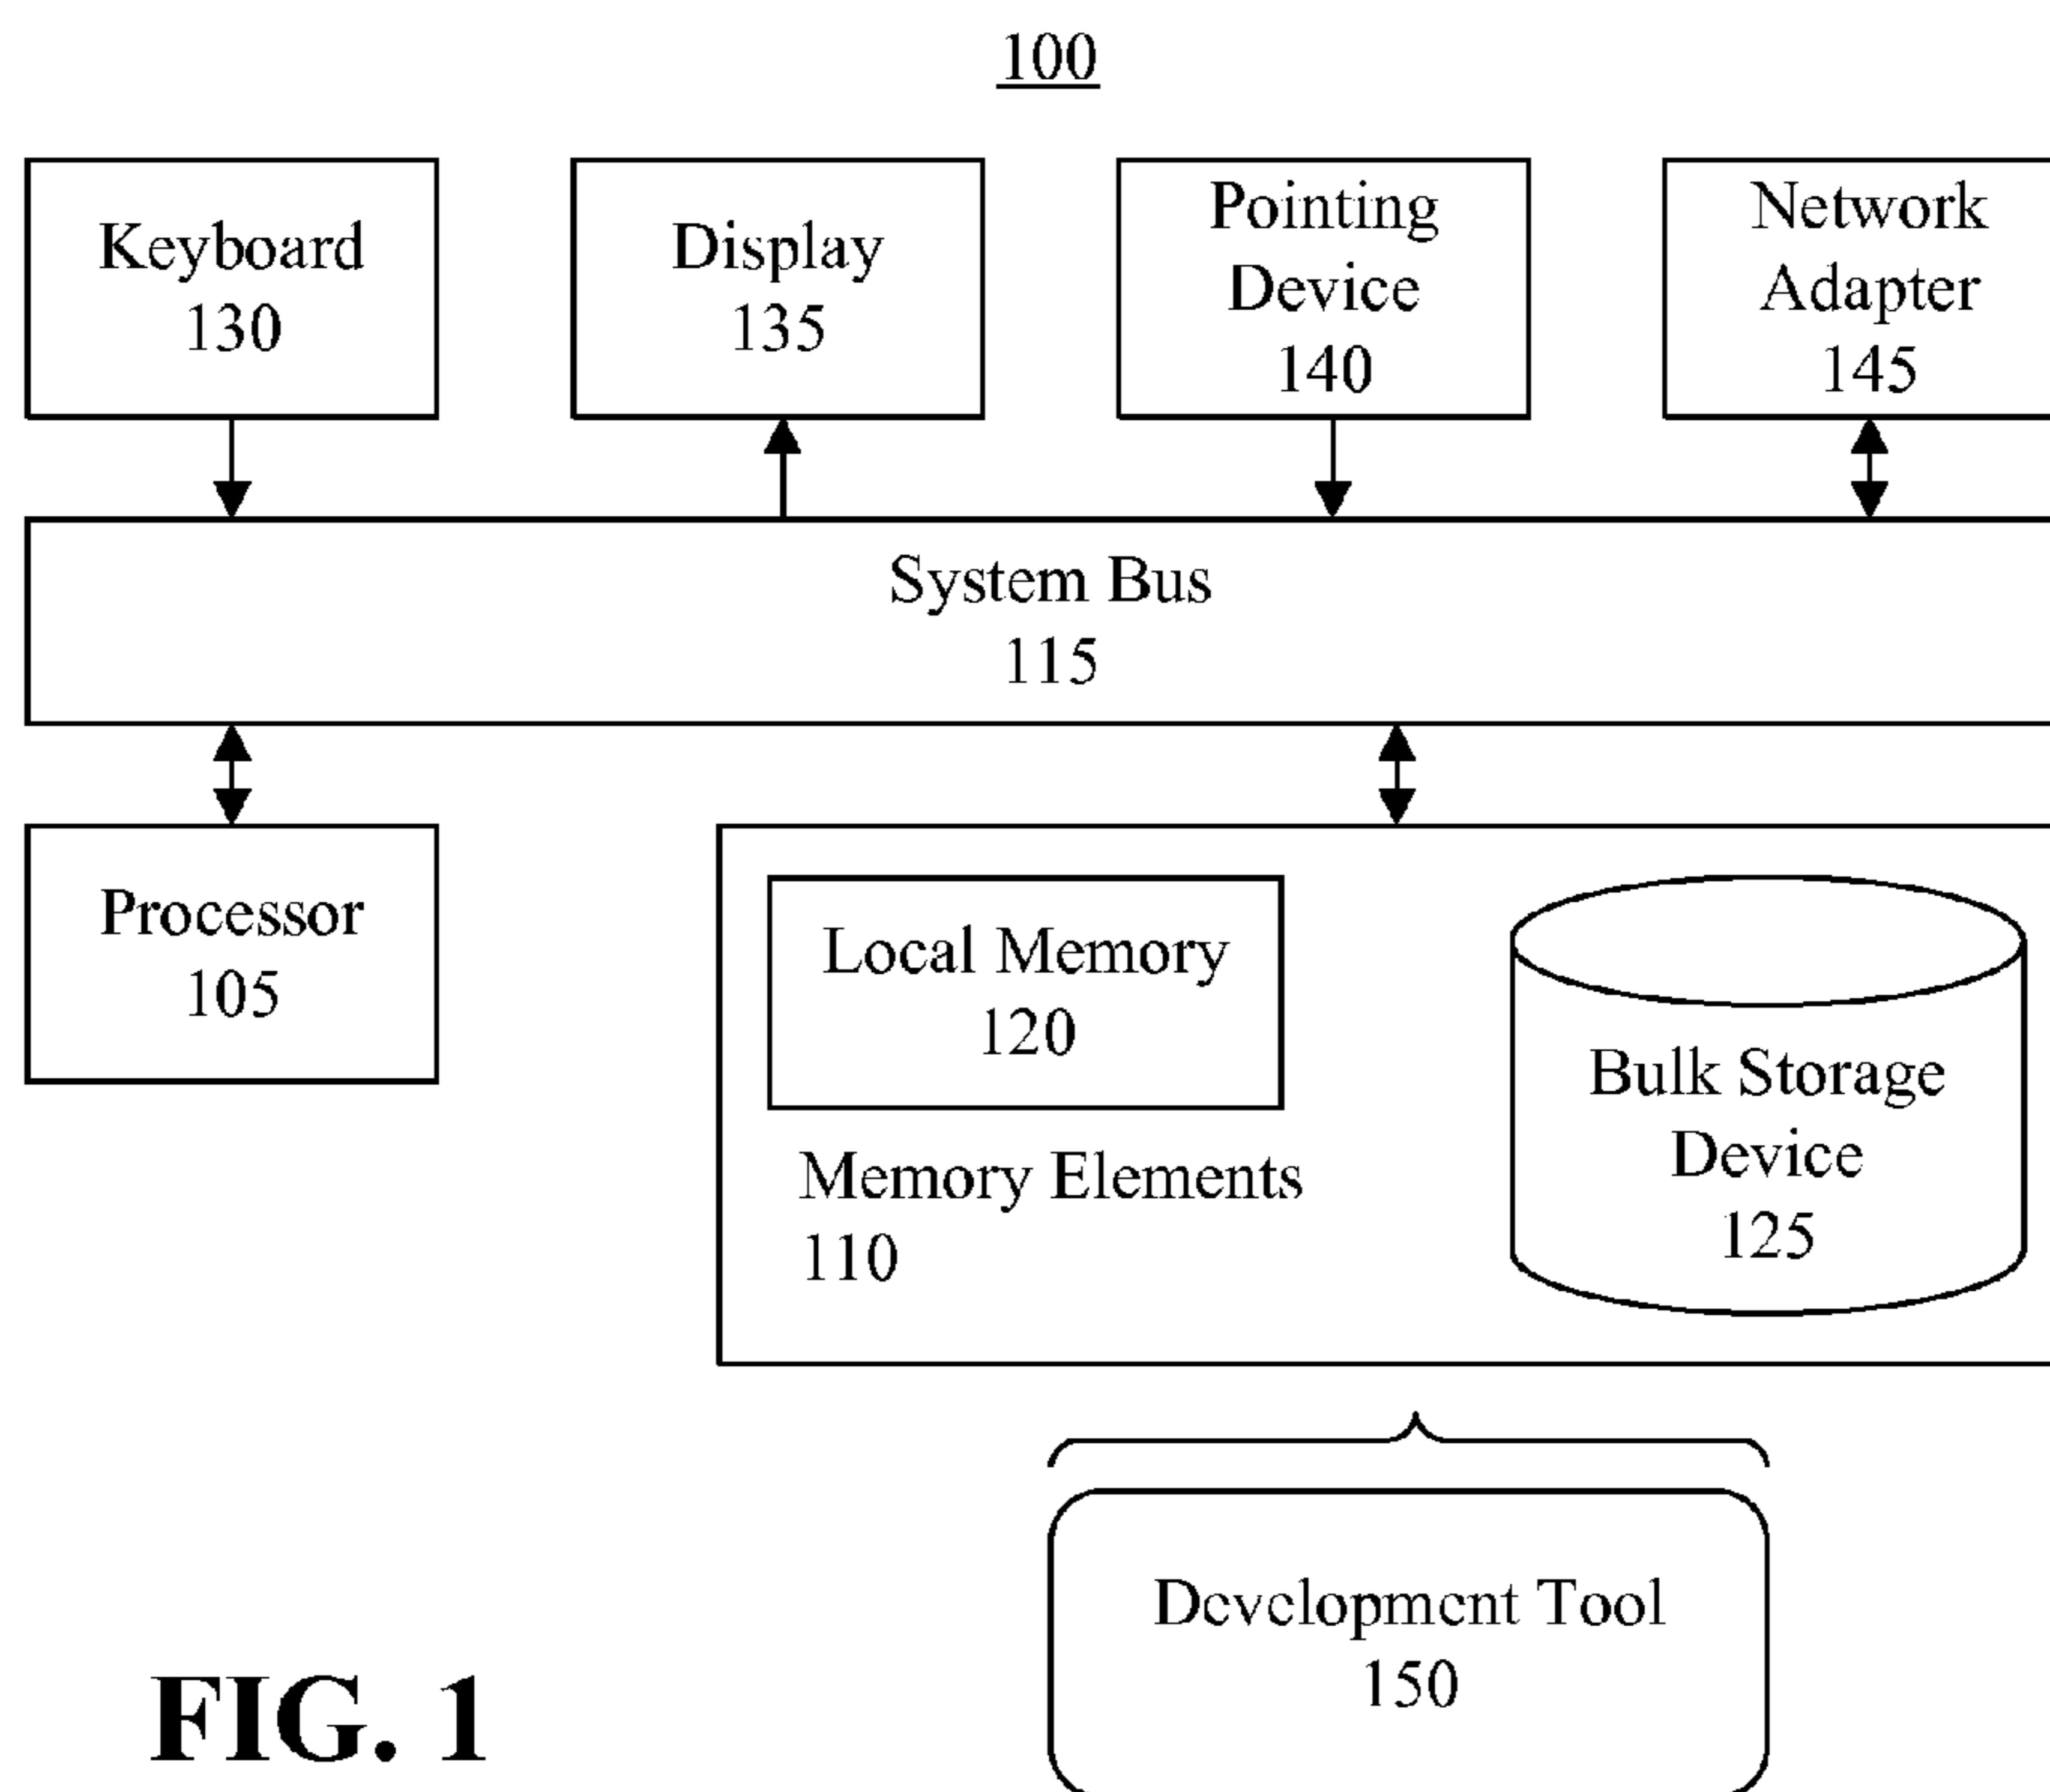 100
Keyboard
130
Display
135
Pointing
Device
140
Network
Adapter
145
System Bus
115
Processor
105
Local Memory
120
Memory Elements
110
Bulk Storage
Device
125
Development Tool
150
FIG. 1